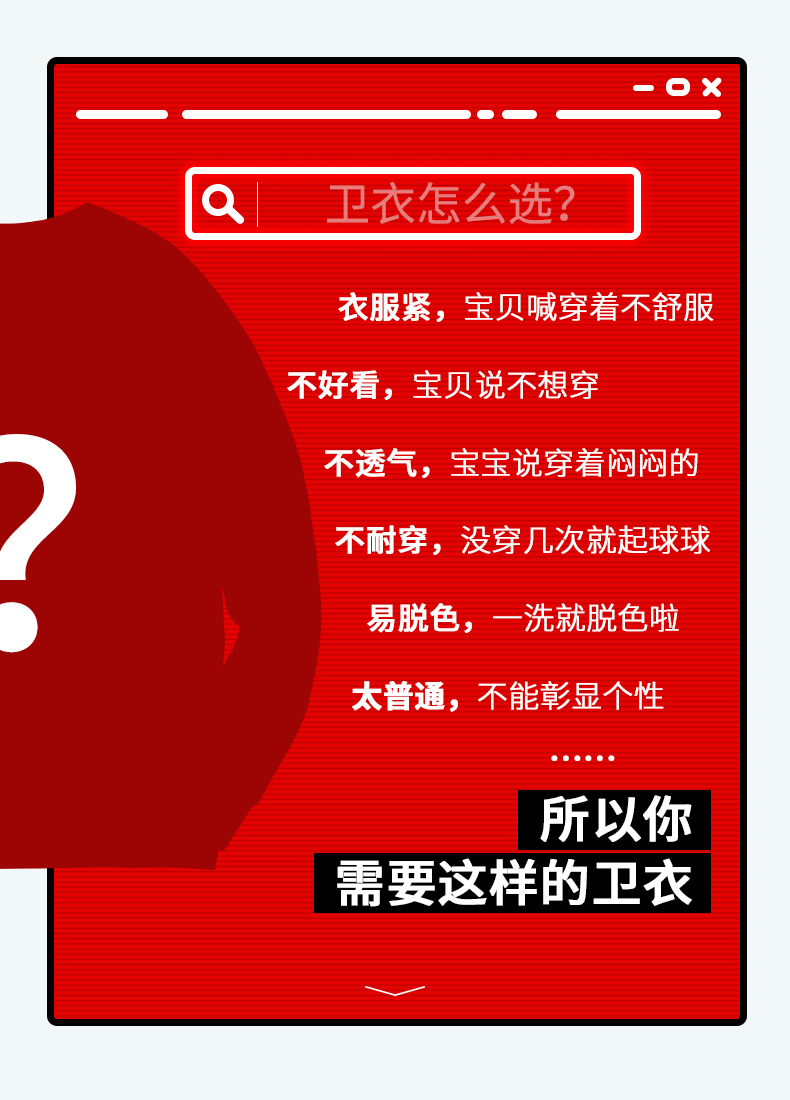 卫衣怎么选?
衣服紧，宝贝喊穿着不舒服
不好看，宝贝说不想穿
不透气，宝宝说穿着闷闷的
?
不耐穿，没穿几次就起球球
易脱色，一洗就脱色啦
太普通，不能彰显个性
······
所以你
需要这样的卫衣